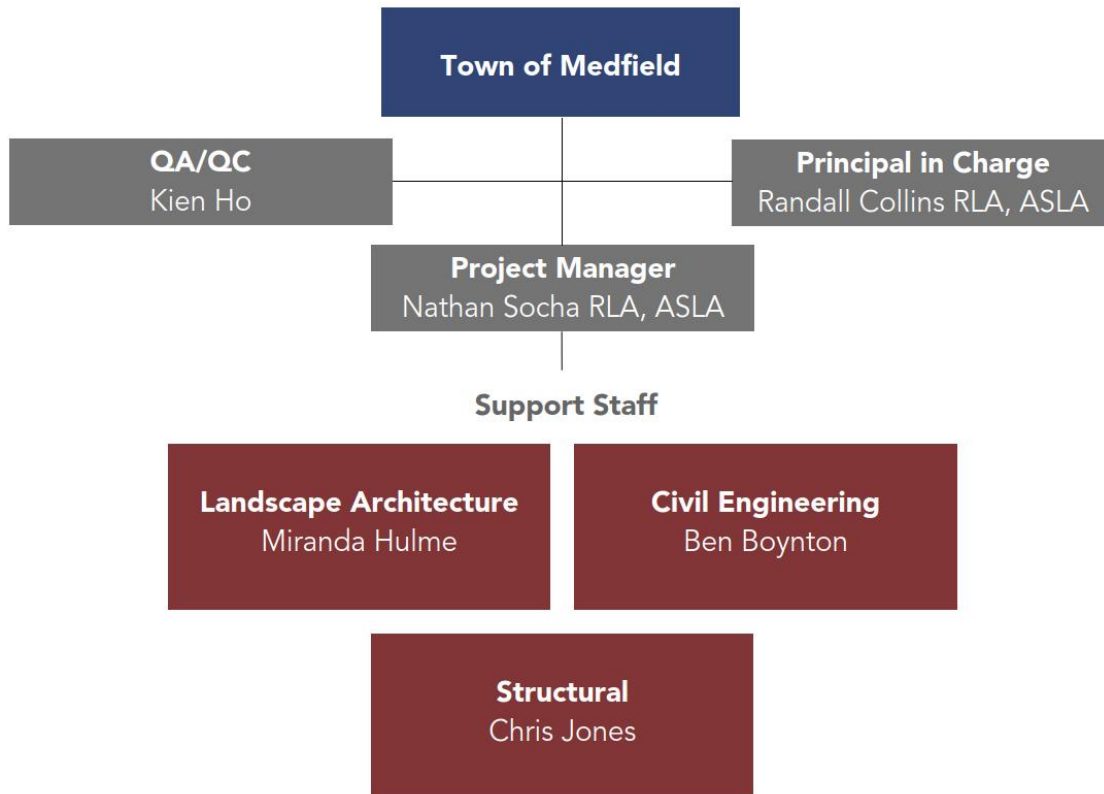 Town of Medfield
QA/QC
Kien Ho
Principal in Charge
Randall Collins RLA, ASLA
Project Manager
Nathan Socha RLA, ASLA
Support Staff
Landscape Architecture
Miranda Hulme
Civil Engineering
Ben Boynton
Structural
Chris Jones